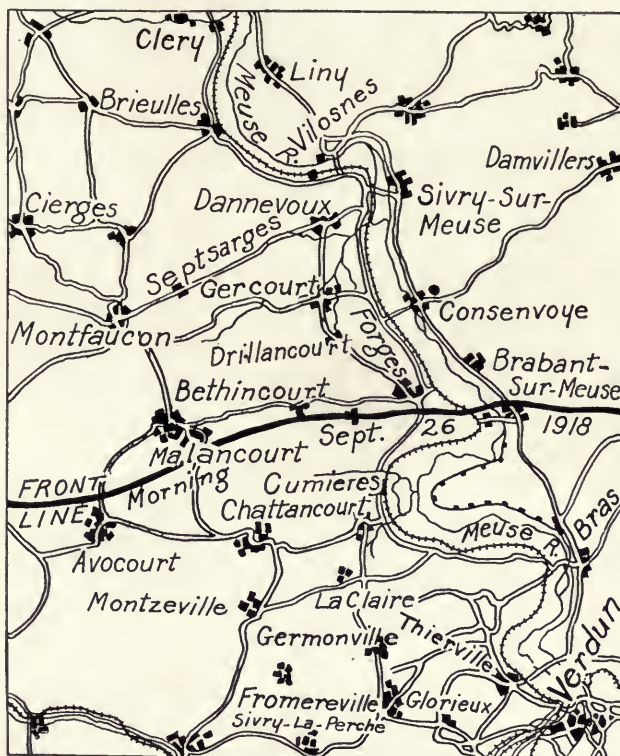 Clery
Liny
Meuse R.
Brieulles
Vilosnes
Damvillers
Sivry-Sur-
Meuse
Cierges
Dannevoux
Septsarges
Gercourt
Consenvoye
Montfaucon
Forges
Drillancourt
Brabant-
Sur-Meuse
Bethincourt
Sept. 26 1918
Malancourt
FRONT
LINE
Morning
Cumieres
Chattancourt
Meuse R.
Bras
Avocourt
Montzeville
La Claire
Thierville
Verdun
Germonville
Fromereville
Glorieux
Sivry-La-Perche